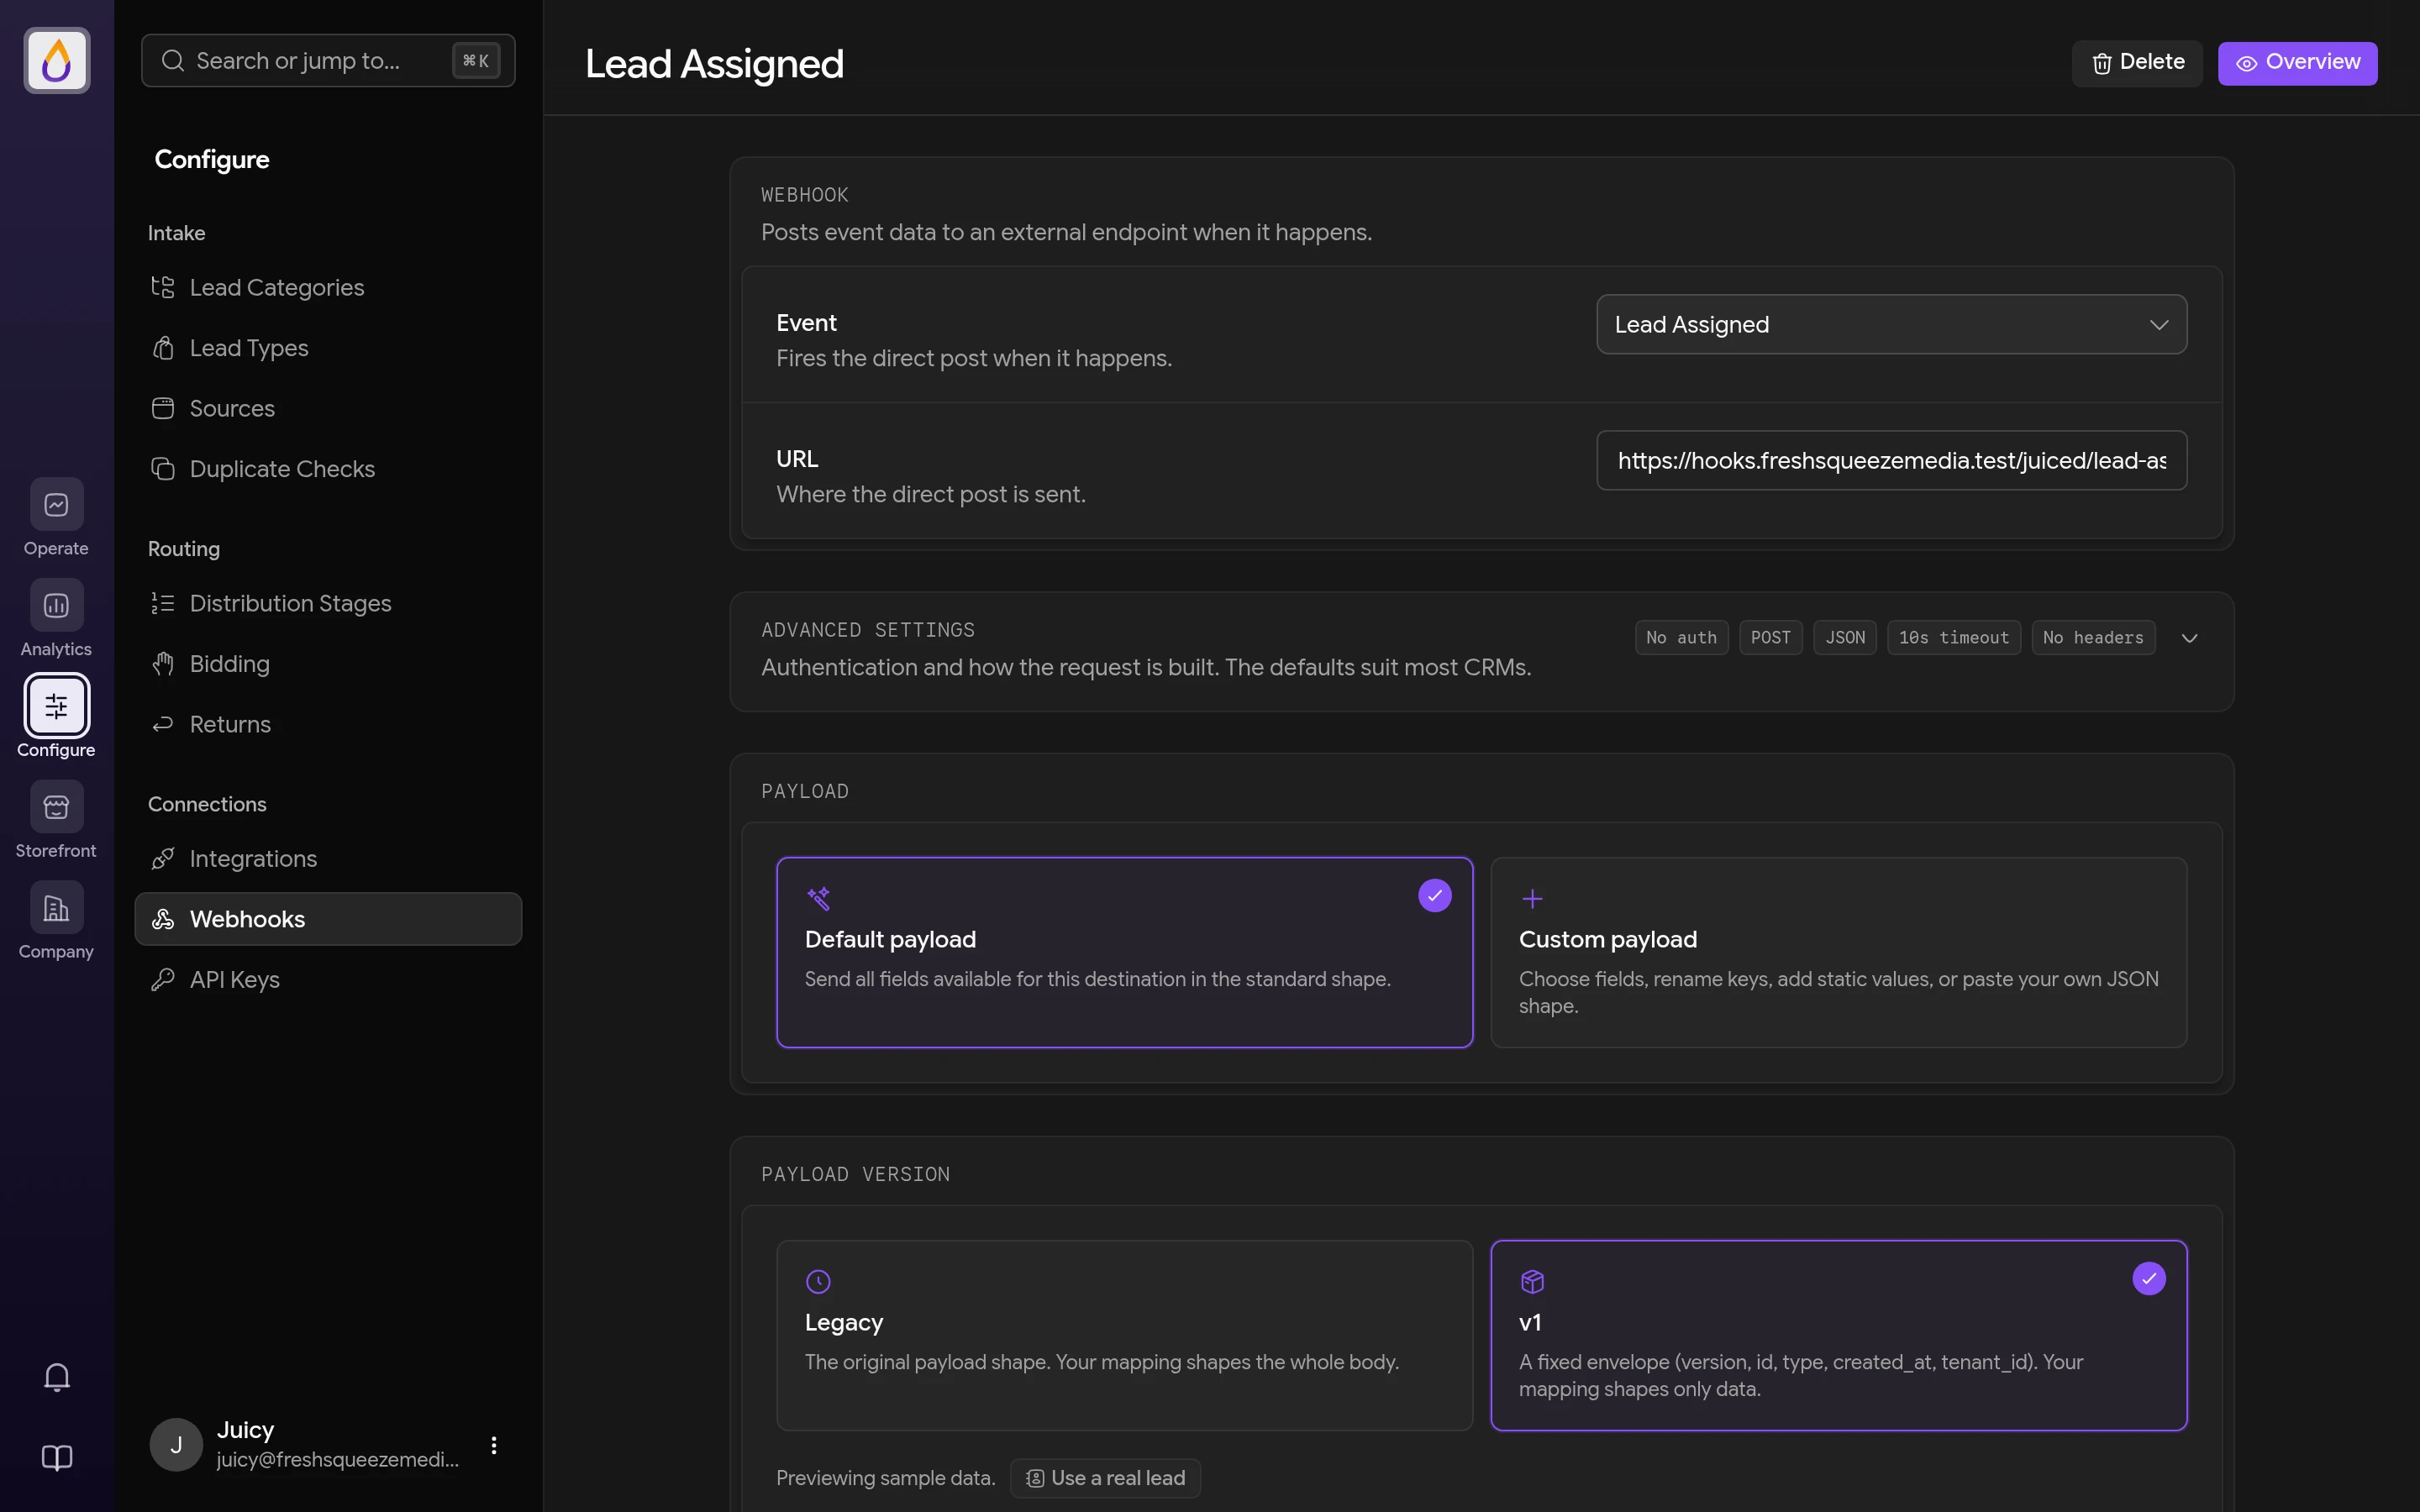 Search or jump to...
⌘K
Configure
Intake
Lead Categories
Lead Types
Sources
Duplicate Checks
Routing
Distribution Stages
Bidding
Returns
Connections
Integrations
Webhooks
API Keys
Operate
Analytics
Configure
Storefront
Company
J
Juicy
juicy@freshsqueezemedi...
Lead Assigned
Delete
Overview
WEBHOOK
Posts event data to an external endpoint when it happens.
Event
Fires the direct post when it happens.
Lead Assigned
URL
Where the direct post is sent.
https://hooks.freshsqueezemedia.test/juiced/lead-as
ADVANCED SETTINGS
Authentication and how the request is built. The defaults suit most CRMs.
No auth
POST
JSON
10s timeout
No headers
PAYLOAD
Default payload
Send all fields available for this destination in the standard shape.
Custom payload
Choose fields, rename keys, add static values, or paste your own JSON
shape.
PAYLOAD VERSION
Legacy
The original payload shape. Your mapping shapes the whole body.
v1
A fixed envelope (version, id, type, created_at, tenant_id). Your
mapping shapes only data.
Previewing sample data.
Use a real lead